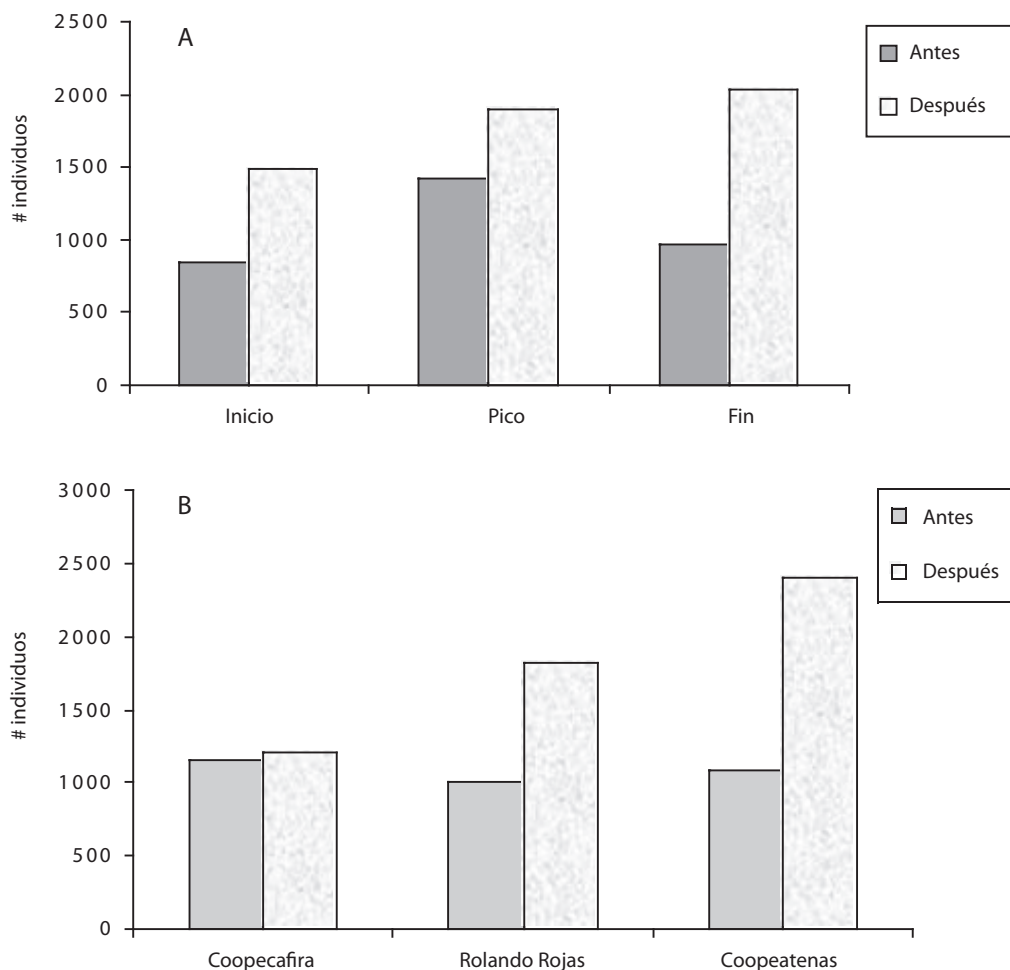 A
2500
2000
1500
1000
500
0
# individuos
Inicio Pico Fin
Antes
Después
B
3000
2500
2000
1500
1000
500
0
# individuos
Coopecafira Rolando Rojas Coopeatenas
Antes
Después